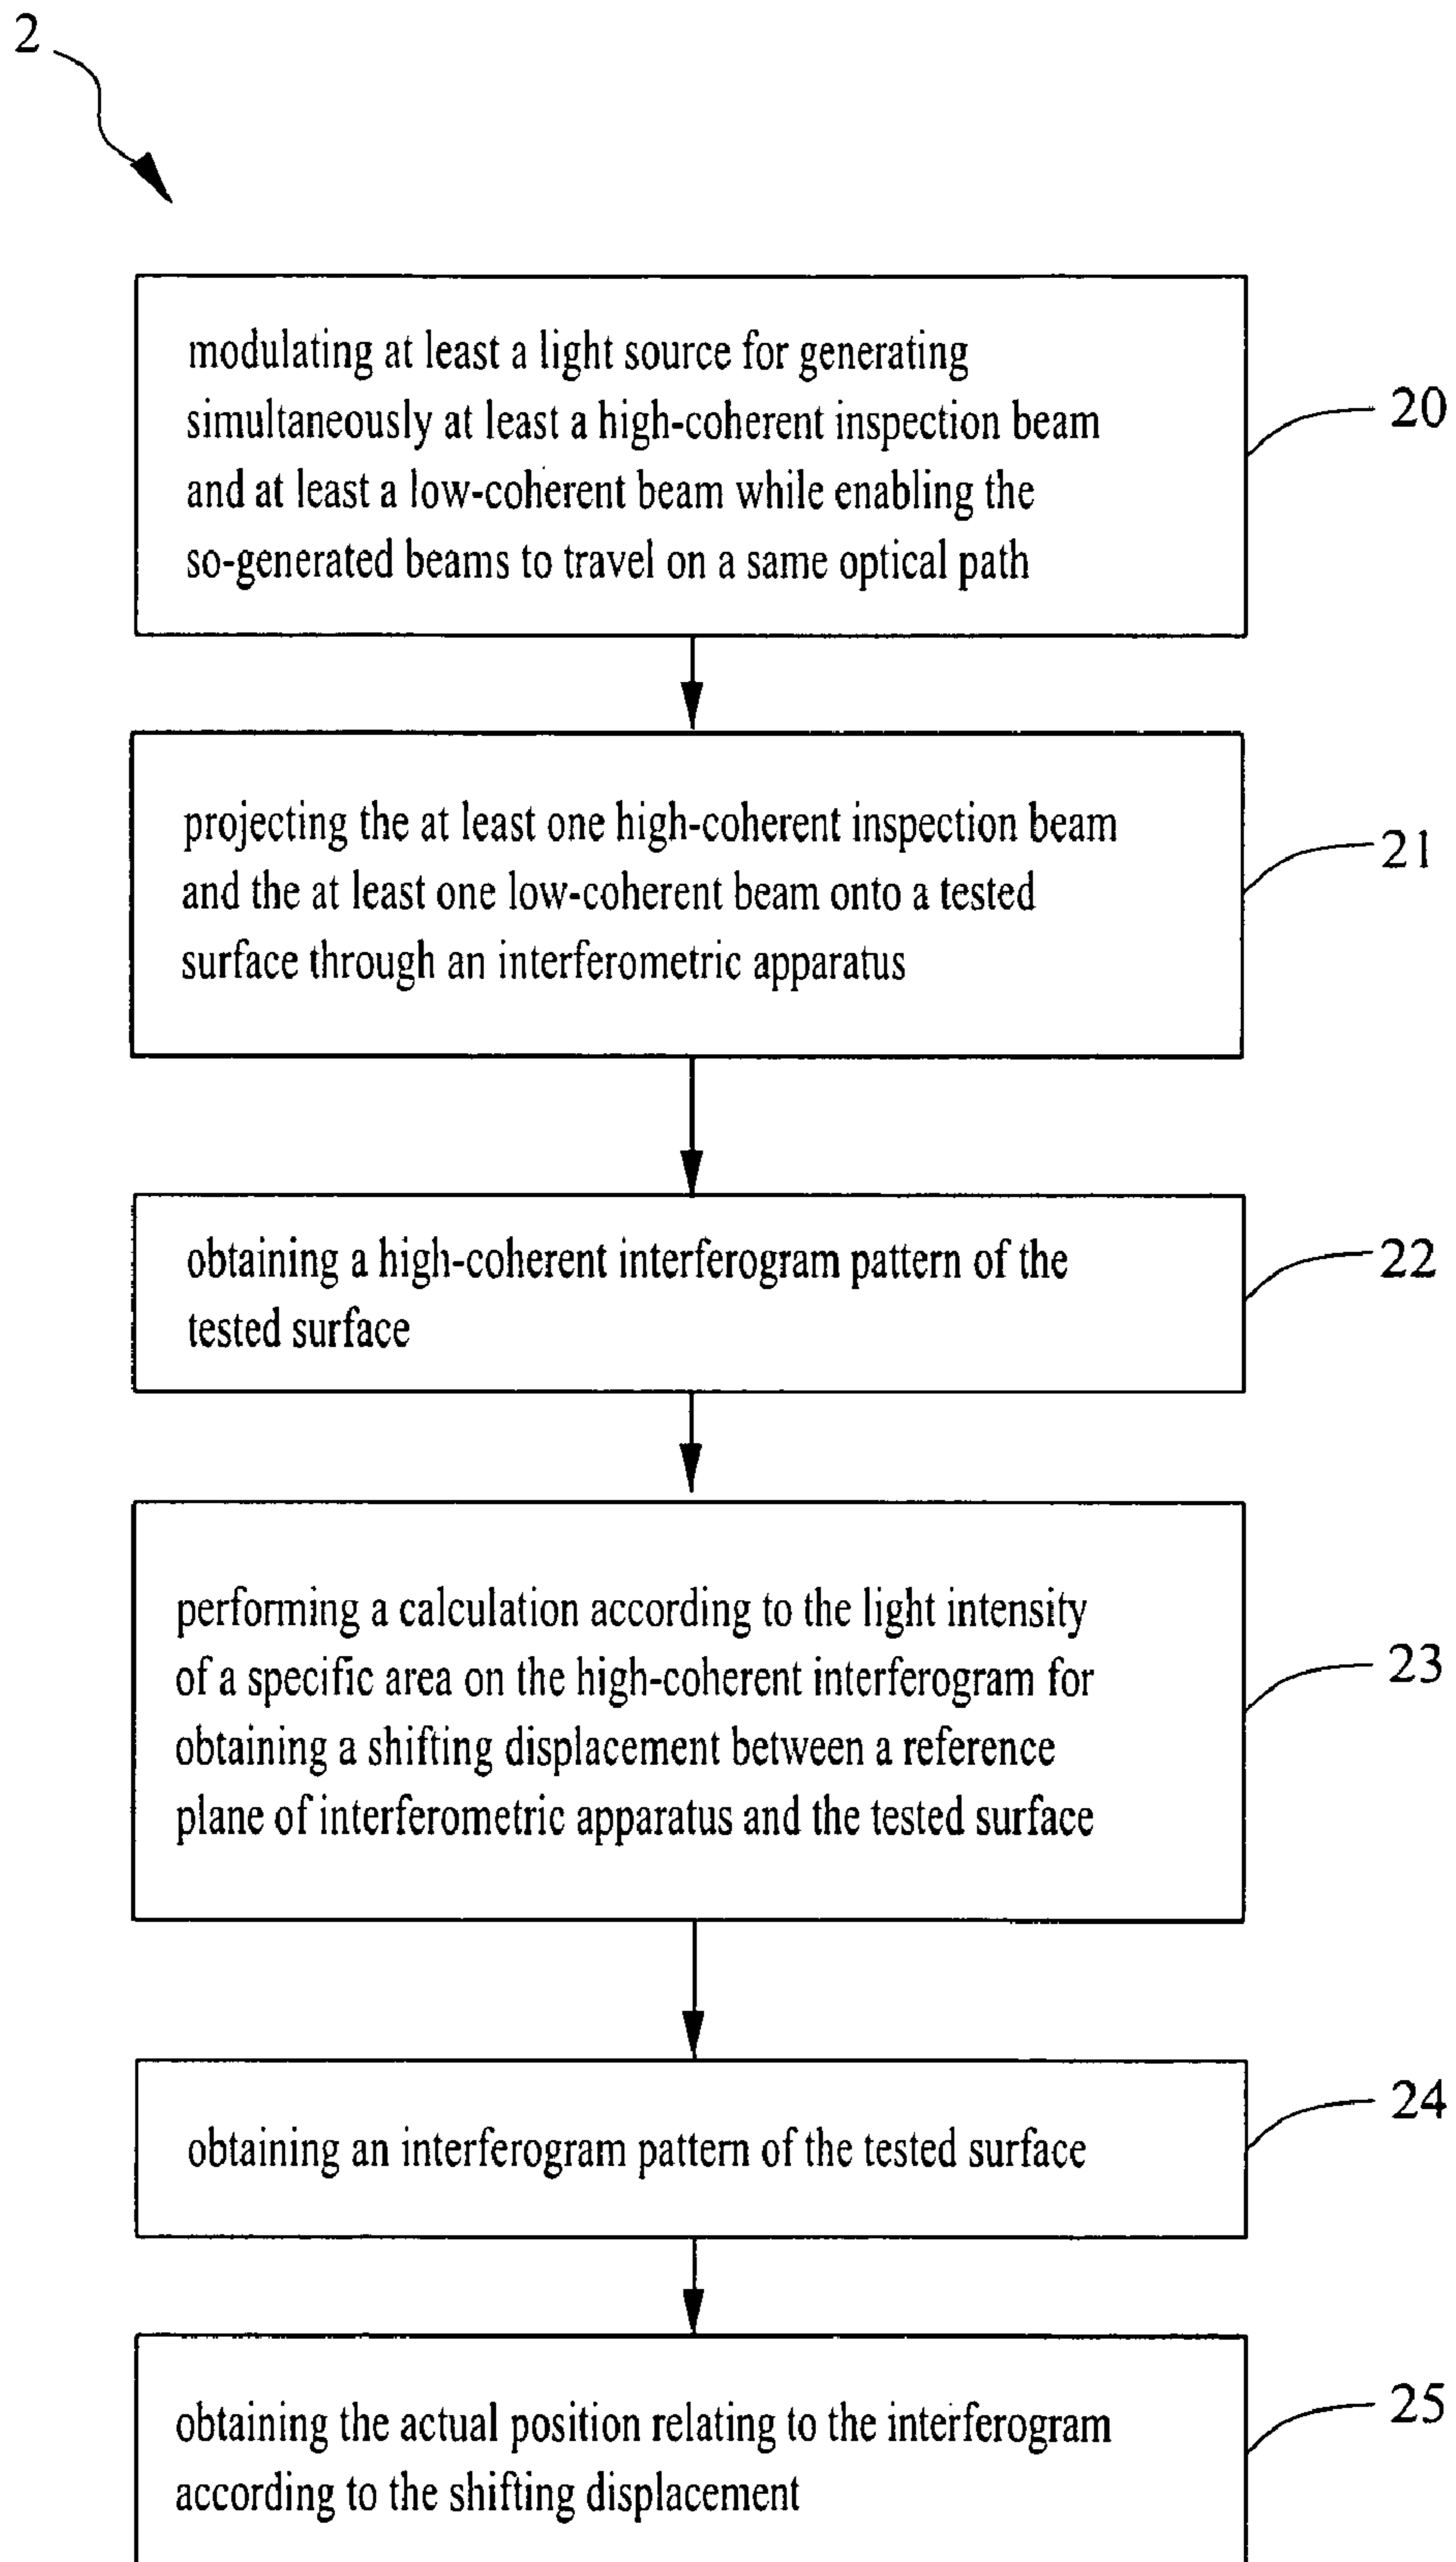 2
modulating at least a light source for generating
simultaneously at least a high-coherent inspection beam
and at least a low-coherent beam while enabling the
so-generated beams to travel on a same optical path
20
projecting the at least one high-coherent inspection beam
and the at least one low-coherent beam onto a tested
surface through an interferometric apparatus
21
obtaining a high-coherent interferogram pattern of the
tested surface
22
performing a calculation according to the light intensity
of a specific area on the high-coherent interferogram for
obtaining a shifting displacement between a reference
plane of interferometric apparatus and the tested surface
23
obtaining an interferogram pattern of the tested surface
24
obtaining the actual position relating to the interferogram
according to the shifting displacement
25